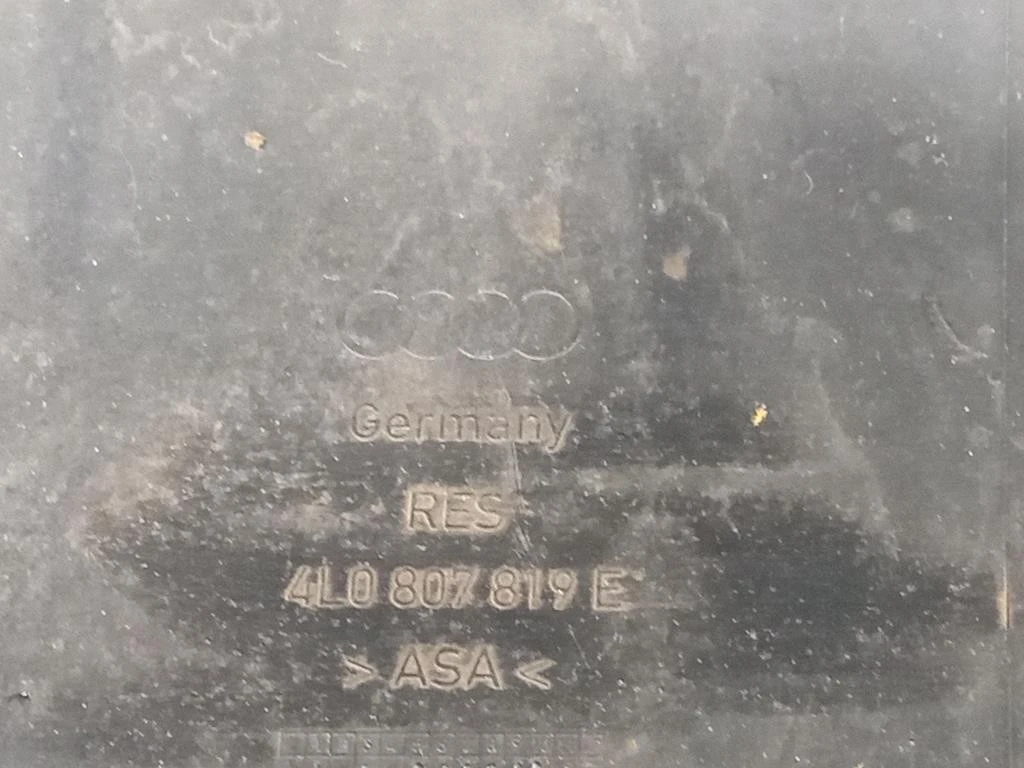 Germany
RES
4L0 807 819 E
> ASA <